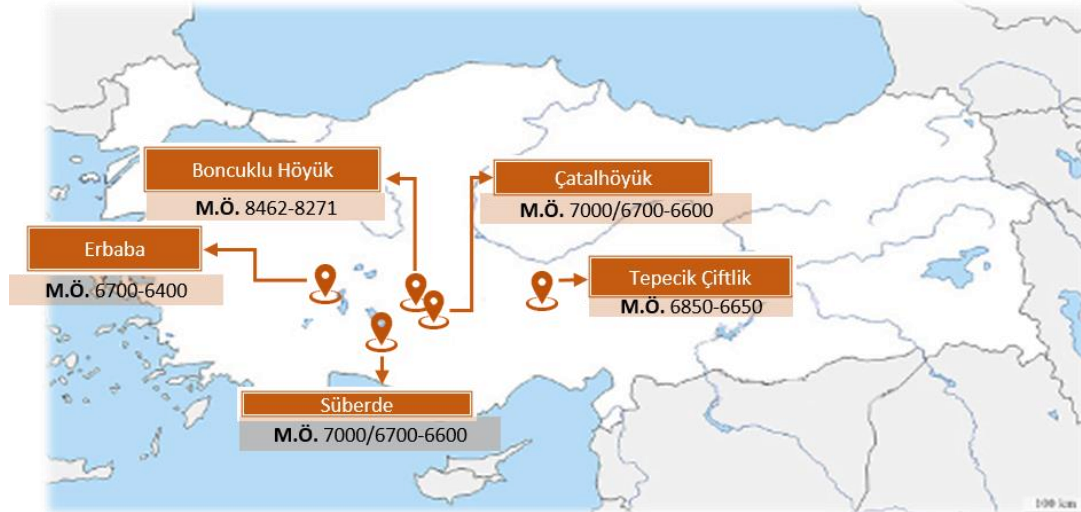 Boncuklu Höyük
M.Ö. 8462-8271
Çatalhöyük
M.Ö. 7000/6700-6600
Erbaba
M.Ö. 6700-6400
Tepecik Çiftlik
M.Ö. 6850-6650
Süberde
M.Ö. 7000/6700-6600
100 km